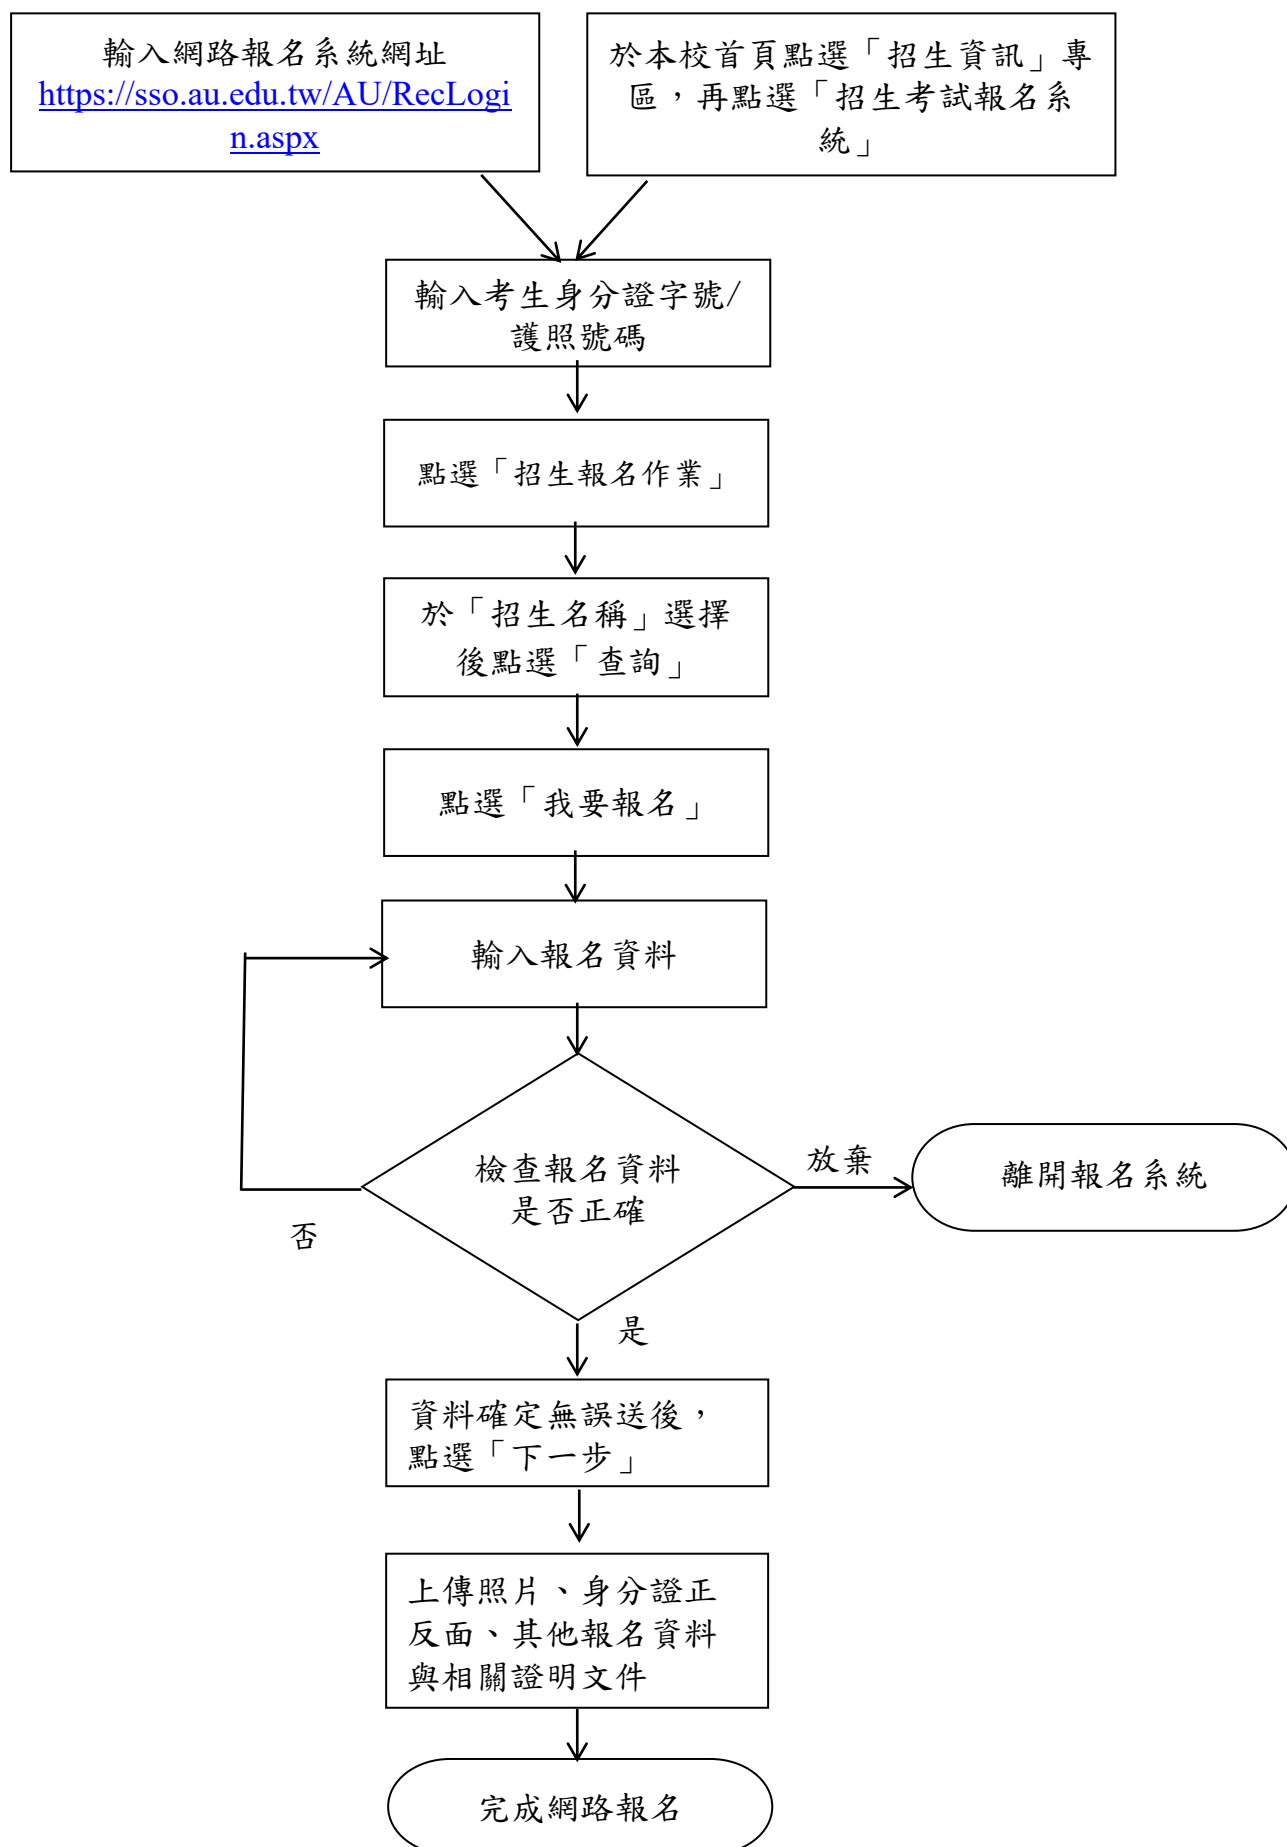 輸入網路報名系統網址
https://sso.au.edu.tw/AU/RecLogi
n.aspx
於本校首頁點選「招生資訊」專
區，再點選「招生考試報名系
統」
輸入考生身分證字號/
護照號碼
點選「招生報名作業」
於「招生名稱」選擇
後點選「查詢」
點選「我要報名」
輸入報名資料
檢查報名資料
是否正確
放棄
離開報名系統
否
是
資料確定無誤送後，
點選「下一步」
上傳照片、身分證正
反面、其他報名資料
與相關證明文件
完成網路報名